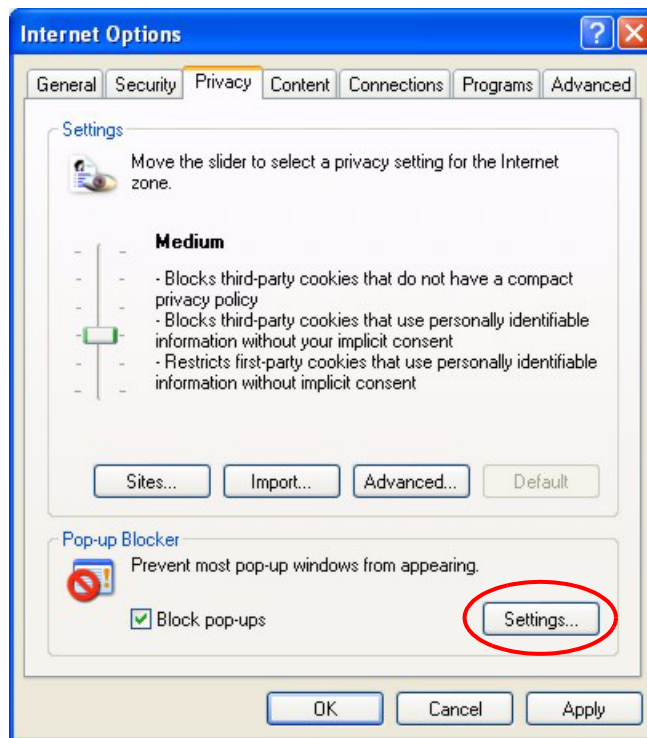 Internet Options
General Security Privacy Content Connections Programs Advanced
Settings
Move the slider to select a privacy setting for the Internet
zone.
Medium
- Blocks third-party cookies that do not have a compact
privacy policy
- Blocks third-party cookies that use personally identifiable
information without your implicit consent
- Restricts first-party cookies that use personally identifiable
information without implicit consent
Sites... Import... Advanced... Default
Pop-up Blocker
Prevent most pop-up windows from appearing.
Block pop-ups Settings...
OK Cancel Apply